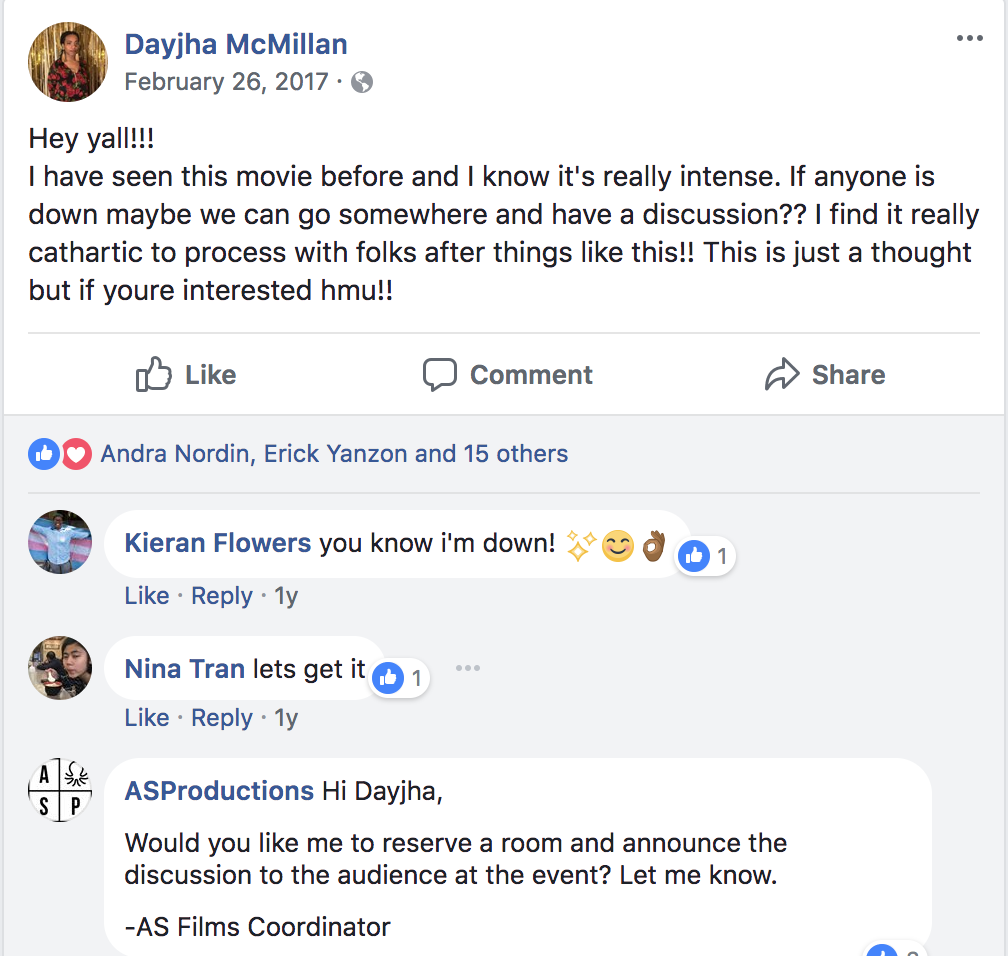 Dayjha McMillan
February 26, 2017 ·
Hey yall!!!
I have seen this movie before and I know it's really intense. If anyone is
down maybe we can go somewhere and have a discussion?? I find it really
cathartic to process with folks after things like this!! This is just a thought
but if youre interested hmu!!
Like Comment Share
Andra Nordin, Erick Yanzon and 15 others
Kieran Flowers you know i'm down! ✨😊👌🏾 1
Like · Reply · 1y
Nina Tran lets get it 1
Like · Reply · 1y
A
S P
ASProductions Hi Dayjha,
Would you like me to reserve a room and announce the
discussion to the audience at the event? Let me know.
-AS Films Coordinator